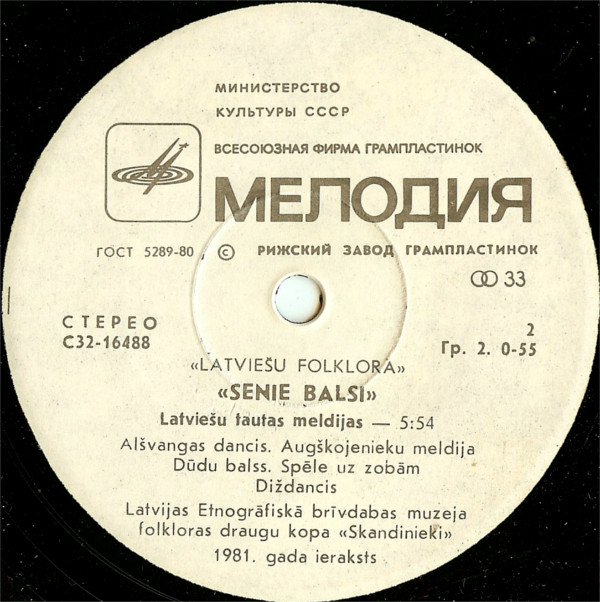 МИНИСТЕРСТВО
КУЛЬТУРЫ СССР
ВСЕСОЮЗНАЯ ФИРМА ГРАМПЛАСТИНОК
МЕЛОДИЯ
ГОСТ 5289-80 © РИЖСКИЙ ЗАВОД ГРАМПЛАСТИНОК
33
СТЕРЕО
С32-16488
2
Гр. 2. 0-55
«LATVIEŠU FOLKLORA»
«SENIE BALSI»
Latviešu tautas meldijas — 5:54
Alšvangas dancis. Augškojenieku meldija
Dūdu balss. Spēle uz zobām
Diždancis
Latvijas Etnogrāfiskā brīvdabas muzeja
folkloras draugu kopa «Skandinieki»
1981. gada ieraksts